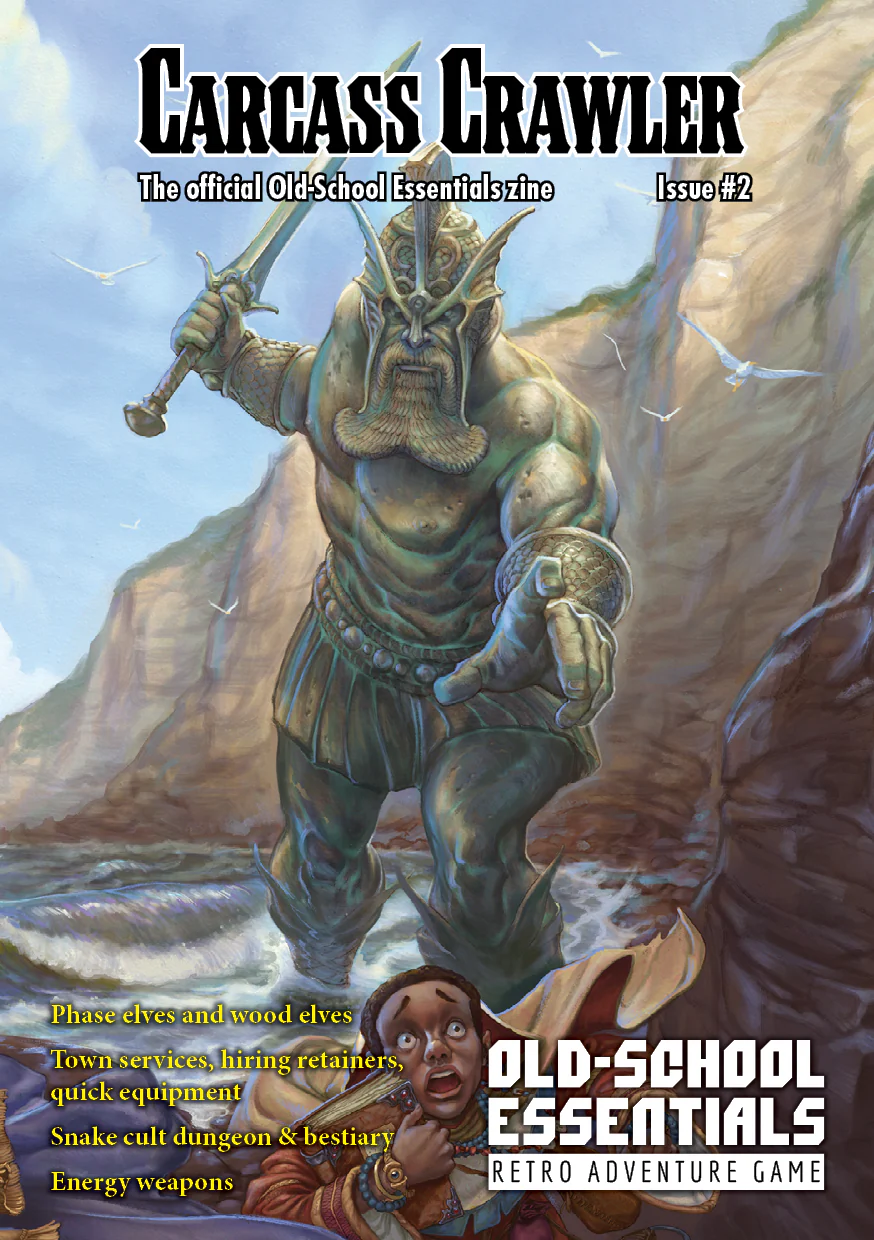 Carcass Crawler
The official Old-School Essentials zine
Issue #2
Phase elves and wood elves
Town services, hiring retainers,
quick equipment
Snake cult dungeon & bestiary
Energy weapons
OLD-SCHOOL
ESSENTIALS
RETRO ADVENTURE GAME